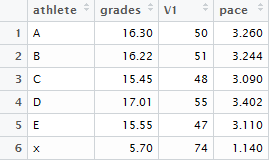 athlete grades V1 pace
1 A 16.30 50 3.260
2 B 16.22 51 3.244
3 C 15.45 48 3.090
4 D 17.01 55 3.402
5 E 15.55 47 3.110
6 x 5.70 74 1.140